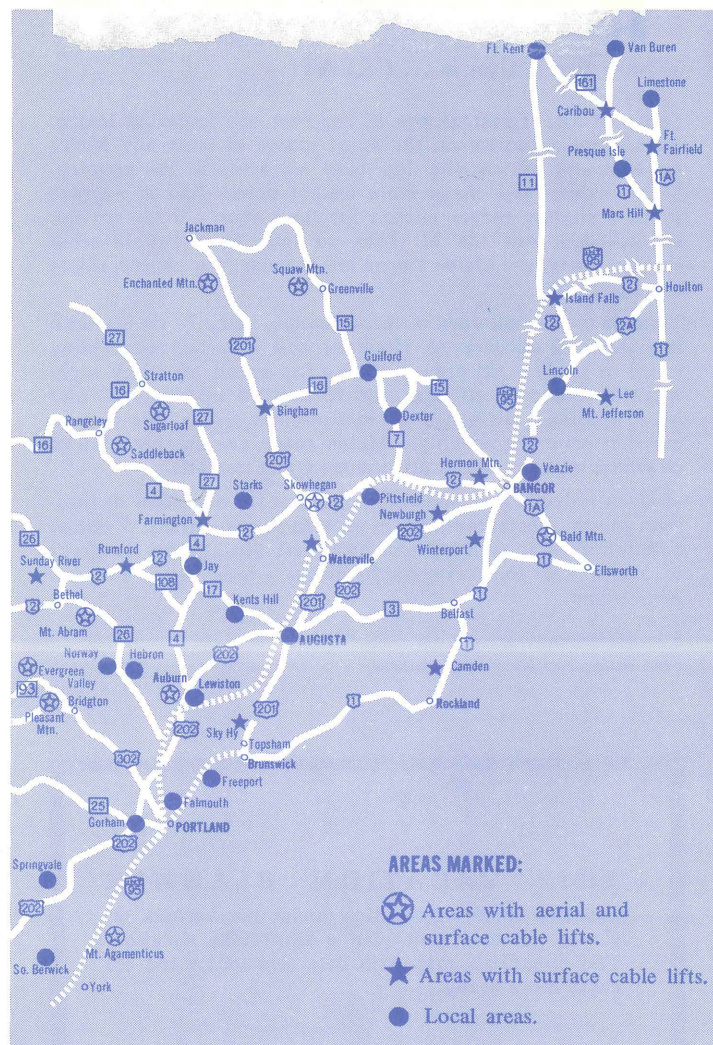 Ft. Kent
Van Buren
161
Limestone
Caribou
Ft.
Fairfield
Presque Isle
11
1
1A
Mars Hill
Jackman
95
Squaw Mtn.
Enchanted Mtn.
Greenville
2
Houlton
Island Falls
27
15
2
2A
1
201
Stratton
Guilford
16
16
15
Lincoln
Lee
Mt. Jefferson
Sugarloaf
27
Bingham
95
Rangeley
Dexter
16
Saddleback
201
7
2
Hermon Mtn.
Veazie
4
27
Starks
Skowhegan
2
BANGOR
2
Pittsfield
Newburgh
1A
Farmington
2
202
Bald Mtn.
26
4
Waterville
Winterport
Sunday River
Rumford
2
1
2
Jay
Ellsworth
108
17
201
202
Bethel
Kents Hill
3
1
2
Belfast
Mt. Abram
26
4
AUGUSTA
1
Norway
Hebron
202
Evergreen
Valley
Auburn
Camden
93
Lewiston
Bridgton
201
1
Rockland
Pleasant
Mtn.
202
Sky Hy
Topsham
302
Brunswick
Freeport
25
Falmouth
Gorham
PORTLAND
202
Springvale
95
202
Mt. Agamenticus
So. Berwick
York
AREAS MARKED:
Areas with aerial and
surface cable lifts.
Areas with surface cable lifts.
Local areas.